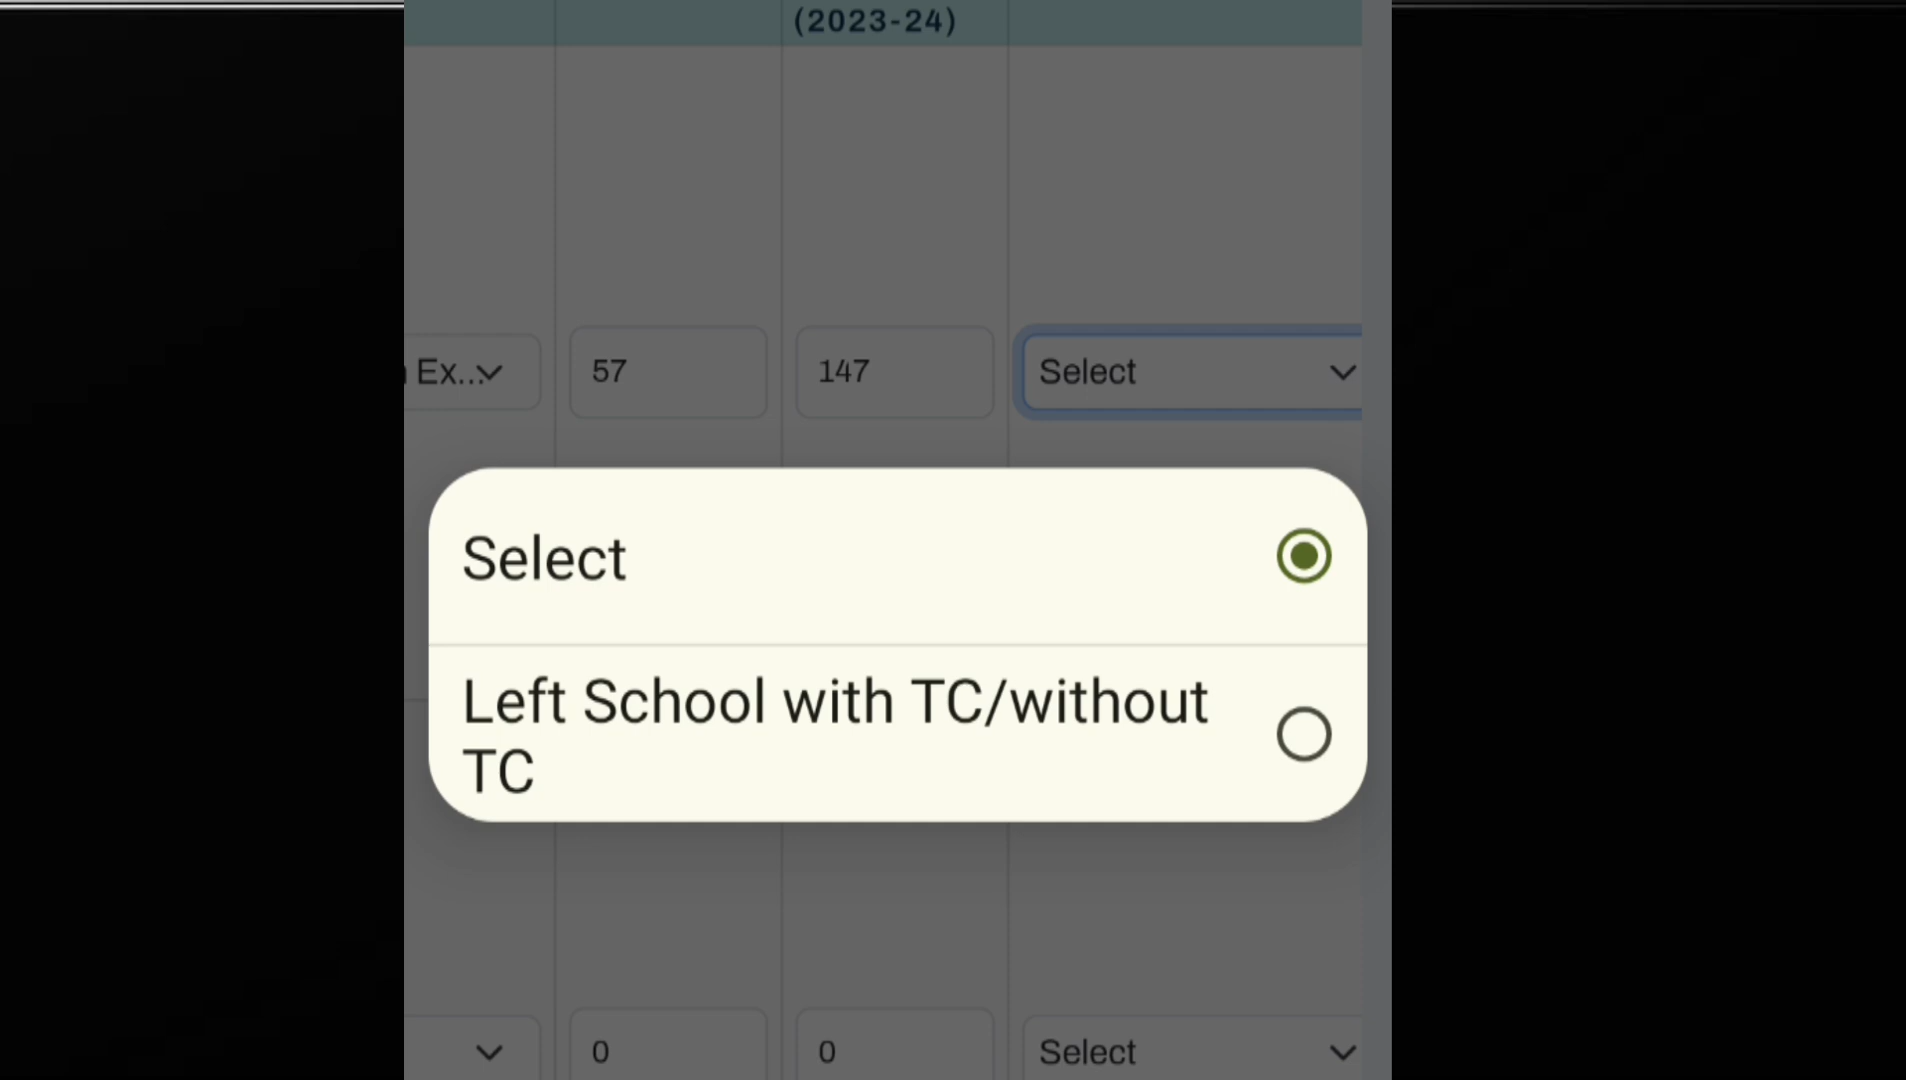 (2023-24)
Ex...
57
147
Select
Select
Left School with TC/without
TC
0
0
Select